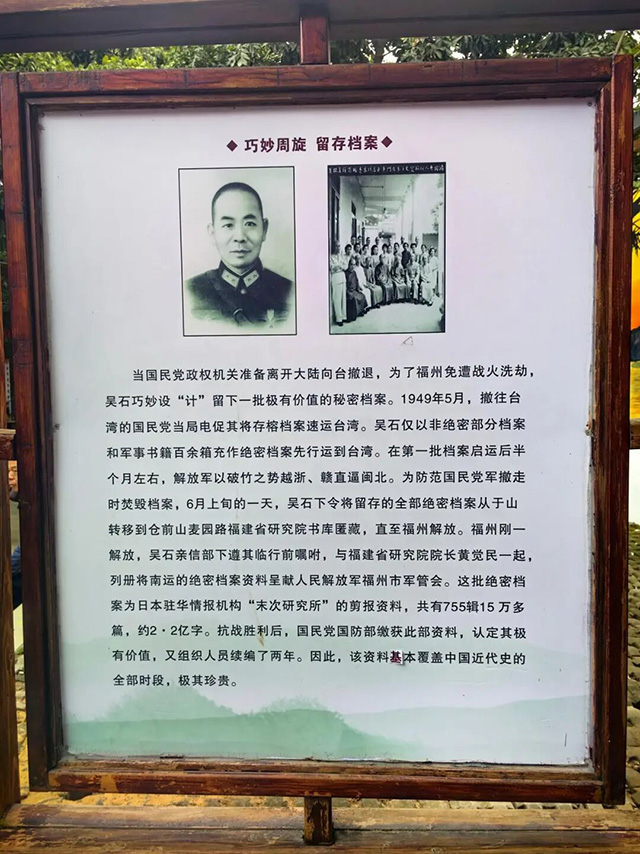 巧妙周旋 留存档案
当国民党政权机关准备离开大陆向台撤退，为了福州免遭战火洗劫，
吴石巧妙设“计”留下一批极有价值的秘密档案。1949年5月，撤往台
湾的国民党当局电促其将存榕档案速运台湾。吴石仅以非绝密部分档案
和军事书籍百余箱充作绝密档案先行运到台湾。在第一批档案启运后半
个月左右，解放军以破竹之势越浙、赣直逼闽北。为防范国民党军撤走
时焚毁档案，6月上旬的一天，吴石下令将留存的全部绝密档案从于山
转移到仓前山麦园路福建省研究院书库匿藏，直至福州解放。福州刚一
解放，吴石亲信部下遵其临行前嘱咐，与福建省研究院院长黄觉民一起，
列册将南运的绝密档案资料呈献人民解放军福州市军管会。这批绝密档
案为日本驻华情报机构“末次研究所”的剪报资料，共有755辑15 万多
篇，约2·2亿字。抗战胜利后，国民党国防部缴获此部资料，认定其极
有价值，又组织人员续编了两年。因此，该资料基本覆盖中国近代史的
全部时段，极其珍贵。